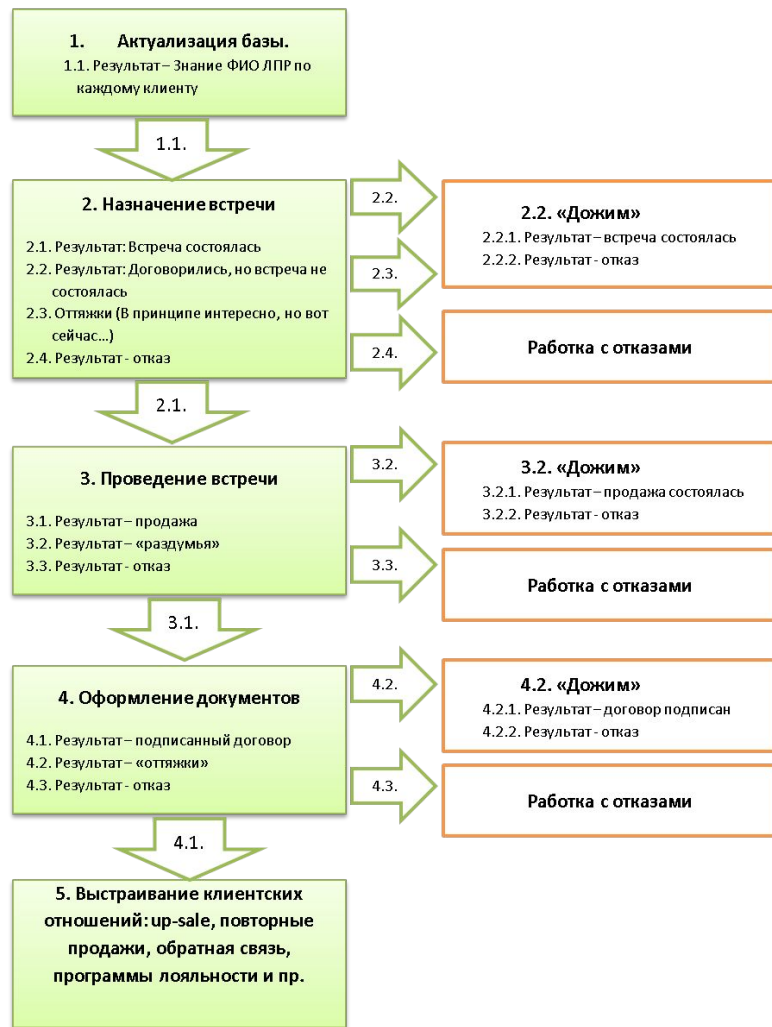 1. Актуализация базы.
1.1. Результат – Знание ФИО ЛПР по
каждому клиенту
1.1.
2. Назначение встречи
2.1. Результат: Встреча состоялась
2.2. Результат: Договорились, но встреча не
состоялась
2.3. Оттяжки (В принципе интересно, но вот
сейчас…)
2.4. Результат - отказ
2.2.
2.3.
2.4.
2.2. «Дожим»
2.2.1. Результат – встреча состоялась
2.2.2. Результат - отказ
Работка с отказами
2.1.
3. Проведение встречи
3.1. Результат – продажа
3.2. Результат – «раздумья»
3.3. Результат - отказ
3.2.
3.3.
3.2. «Дожим»
3.2.1. Результат – продажа состоялась
3.2.2. Результат - отказ
Работка с отказами
3.1.
4. Оформление документов
4.1. Результат – подписанный договор
4.2. Результат – «оттяжки»
4.3. Результат - отказ
4.2.
4.3.
4.2. «Дожим»
4.2.1. Результат – договор подписан
4.2.2. Результат - отказ
Работка с отказами
4.1.
5. Выстраивание клиентских
отношений: up-sale, повторные
продажи, обратная связь,
программы лояльности и пр.